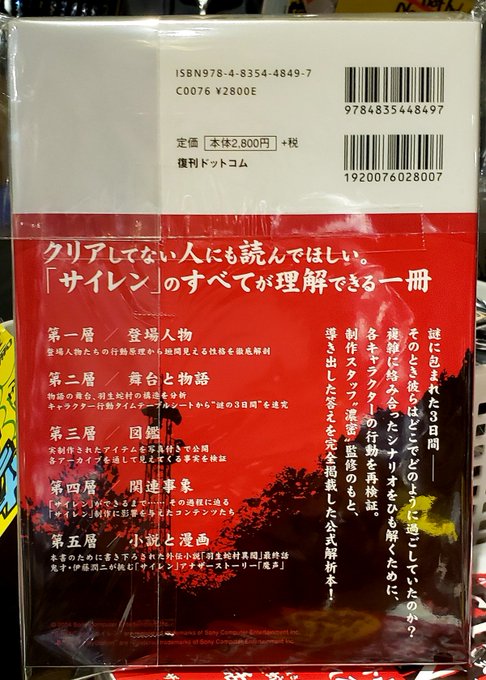 ISBN978-4-8354-4849-7
C0076 ¥2800E
9784835448497
定価 本体2,800円 +税
復刊ドットコム
1920076028007
クリアしてない人にも読んでほしい。
「サイレン」のすべてが理解できる一冊
謎に包まれた3日間――
そのとき彼らはどこでどのように過ごしていたのか?
複雑に絡み合ったシナリオをひも解くために、
各キャラクターの行動を再検証。
制作スタッフ“濃密”監修のもと、
導き出した答えを完全掲載した公式解析本!
第一層 / 登場人物
登場人物たちの行動原理から垣間見える性格を徹底解剖
第二層 / 舞台と物語
物語の舞台、羽生蛇村の構造を分析
キャラクター行動タイムテーブルシートから“謎の3日間”を追究
第三層 / 図鑑
実制作されたアイテムを写真付きで公開
各アーカイブを通して見えてくる事実を検証
第四層 / 関連事象
「サイレン」ができるまで…… その過程に迫る
「サイレン」制作に影響を与えたコンテンツたち
第五層 / 小説と漫画
本書のために書き下ろされた外伝小説「羽生蛇村異聞」最終話
鬼才・伊藤潤二が挑む「サイレン」アナザーストーリー「魔声」